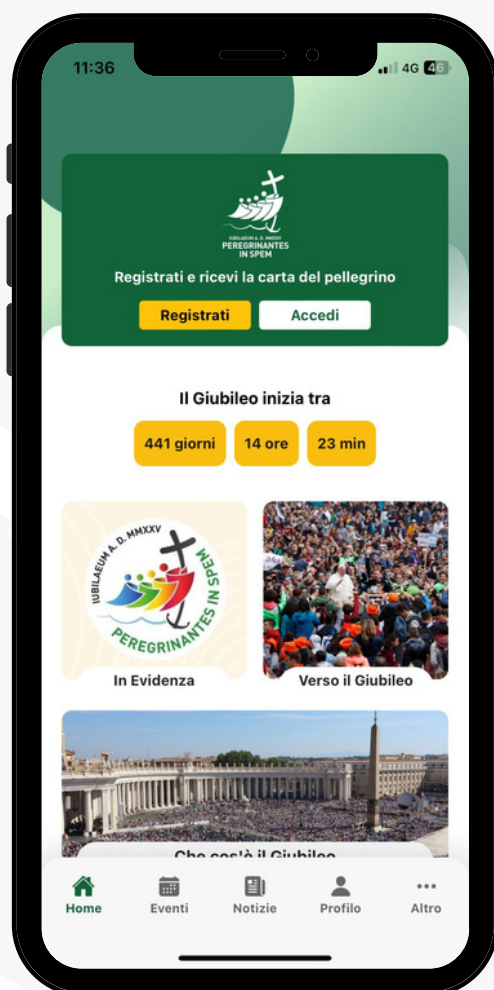 11:36
4G 46
IUBILAEUM A. D. MMXXV
PEREGRINANTES
IN SPEM
Registrati e ricevi la carta del pellegrino
Registrati
Accedi
Il Giubileo inizia tra
441 giorni
14 ore
23 min
IUBILAEUM A. D. MMXXV
PEREGRINANTES IN SPEM
In Evidenza
Verso il Giubileo
Che cos'è il Giubileo
Home
Eventi
Notizie
Profilo
Altro